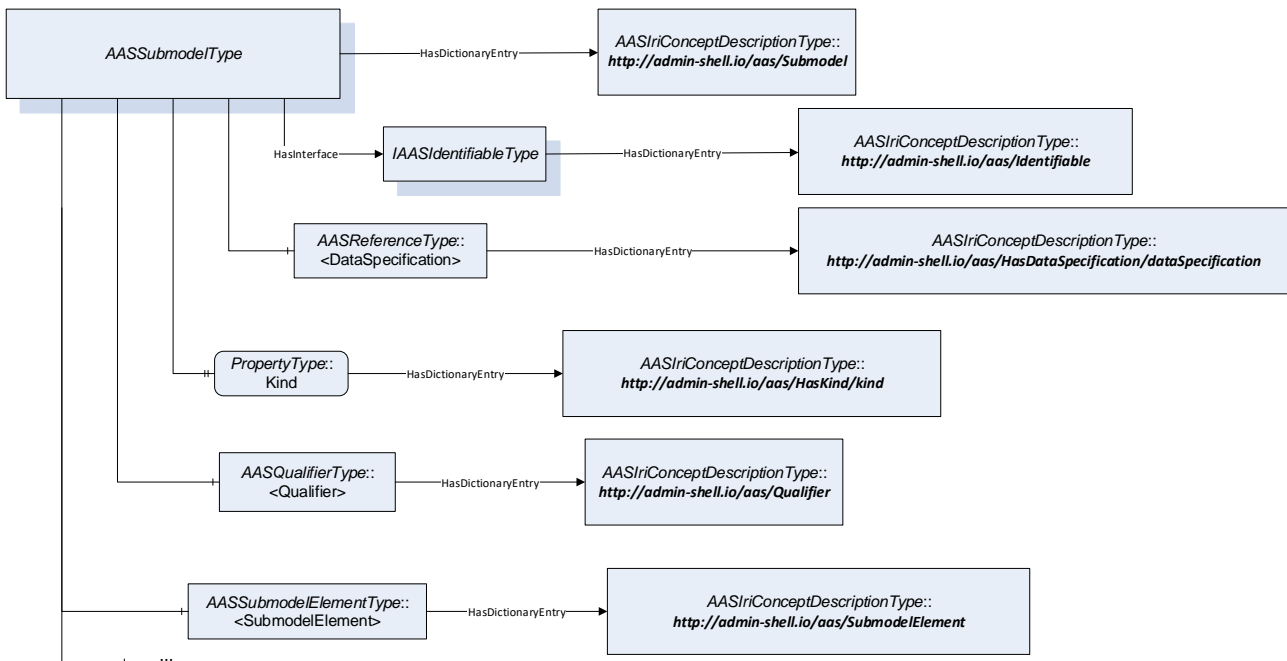 AASSubmodelType
HasDictionaryEntry
AASIriConceptDescriptionType::
http://admin-shell.io/aas/Submodel
HasInterface
IAASIdentifiableType
HasDictionaryEntry
AASIriConceptDescriptionType::
http://admin-shell.io/aas/Identifiable
AASReferenceType::
<DataSpecification>
HasDictionaryEntry
AASIriConceptDescriptionType::
http://admin-shell.io/aas/HasDataSpecification/dataSpecification
PropertyType::
Kind
HasDictionaryEntry
AASIriConceptDescriptionType::
http://admin-shell.io/aas/HasKind/kind
AASQualifierType::
<Qualifier>
HasDictionaryEntry
AASIriConceptDescriptionType::
http://admin-shell.io/aas/Qualifier
AASSubmodelElementType::
<SubmodelElement>
HasDictionaryEntry
AASIriConceptDescriptionType::
http://admin-shell.io/aas/SubmodelElement